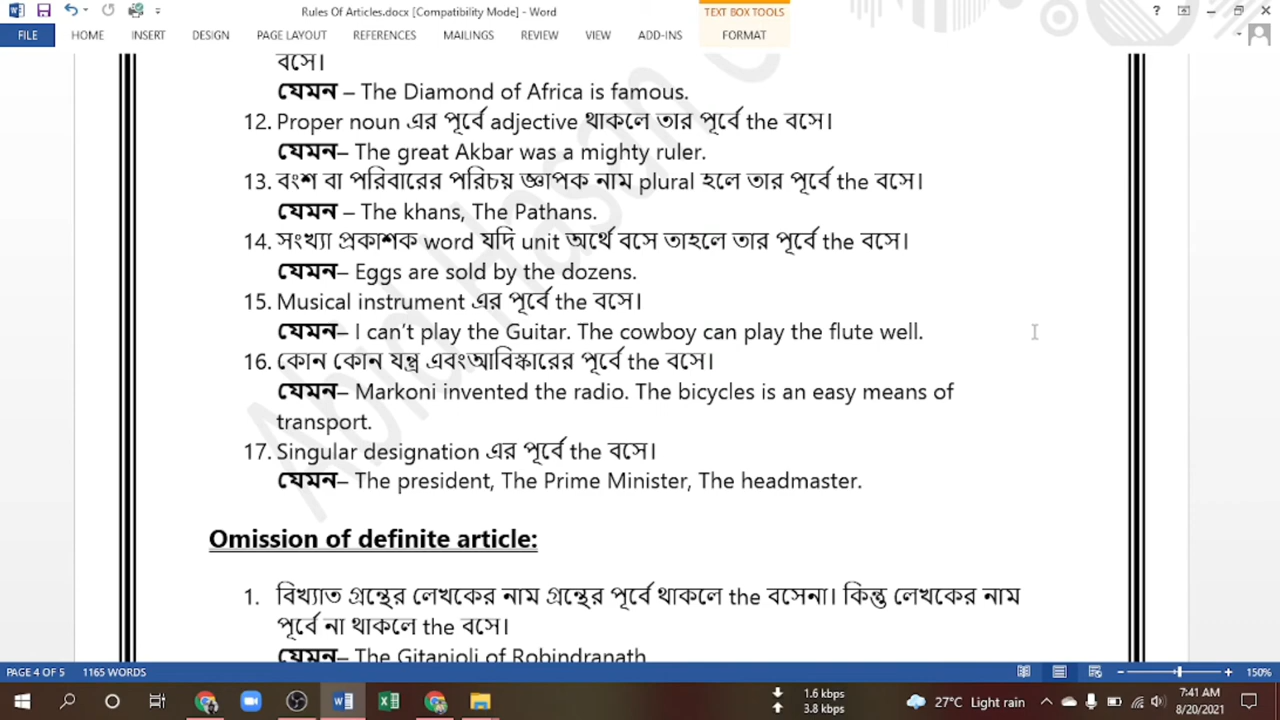 Rules Of Articles.docx [Compatibility Mode] - Word
TEXT BOX TOOLS
FILE HOME INSERT DESIGN PAGE LAYOUT REFERENCES MAILINGS REVIEW VIEW ADD-INS FORMAT
বসে।
যেমন – The Diamond of Africa is famous.
12. Proper noun এর পূর্বে adjective থাকলে তার পূর্বে the বসে।
যেমন– The great Akbar was a mighty ruler.
13. বংশ বা পরিবারের পরিচয় জ্ঞাপক নাম plural হলে তার পূর্বে the বসে।
যেমন – The khans, The Pathans.
14. সংখ্যা প্রকাশক word যদি unit অর্থে বসে তাহলে তার পূর্বে the বসে।
যেমন– Eggs are sold by the dozens.
15. Musical instrument এর পূর্বে the বসে।
যেমন– I can't play the Guitar. The cowboy can play the flute well.
16. কোন কোন যন্ত্র এবংআবিস্কারের পূর্বে the বসে।
যেমন– Markoni invented the radio. The bicycles is an easy means of
transport.
17. Singular designation এর পূর্বে the বসে।
যেমন– The president, The Prime Minister, The headmaster.
Omission of definite article:
1. বিখ্যাত গ্রন্থের লেখকের নাম গ্রন্থের পূর্বে থাকলে the বসেনা। কিন্তু লেখকের নাম
পূর্বে না থাকলে the বসে।
যেমন– The Gitanjoli of Robindranath
Abid Hasan
PAGE 4 OF 5 1165 WORDS 150%
1.6 kbps
3.8 kbps
27°C Light rain
7:41 AM
8/20/2021